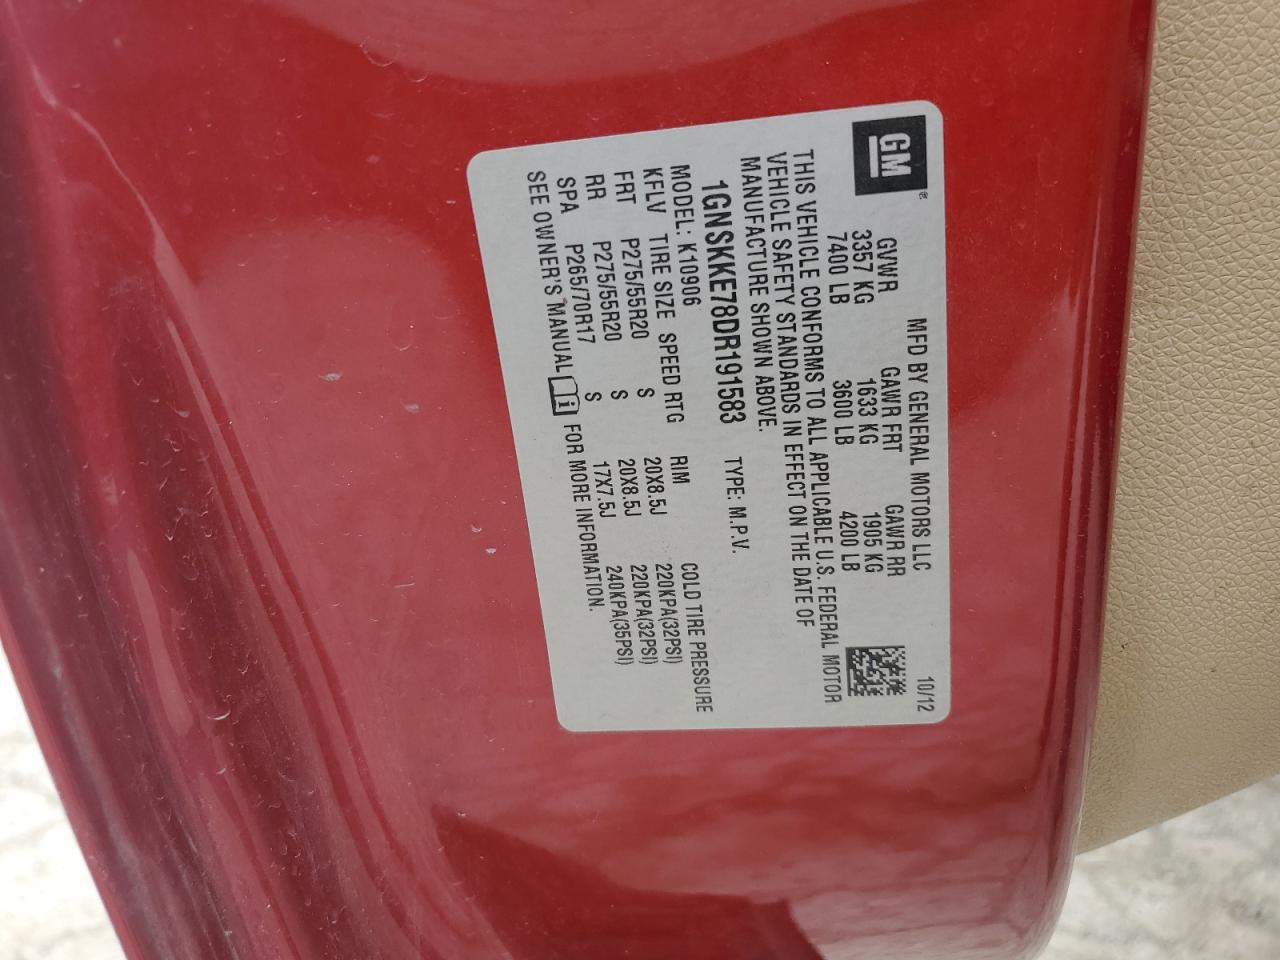 MFD BY GENERAL MOTORS LLC 10/12
GM®
GVWR GAWR FRT GAWR RR
3357 KG 1633 KG 1905 KG
7400 LB 3600 LB 4200 LB
THIS VEHICLE CONFORMS TO ALL APPLICABLE U.S. FEDERAL MOTOR
VEHICLE SAFETY STANDARDS IN EFFECT ON THE DATE OF
MANUFACTURE SHOWN ABOVE.
1GNSKKE78DR191583 TYPE: M.P.V.
MODEL: K10906
KFLV TIRE SIZE SPEED RTG RIM COLD TIRE PRESSURE
FRT P275/55R20 S 20X8.5J 220KPA(32PSI)
RR P275/55R20 S 20X8.5J 220KPA(32PSI)
SPA P265/70R17 S 17X7.5J 240KPA(35PSI)
SEE OWNER'S MANUAL i FOR MORE INFORMATION.